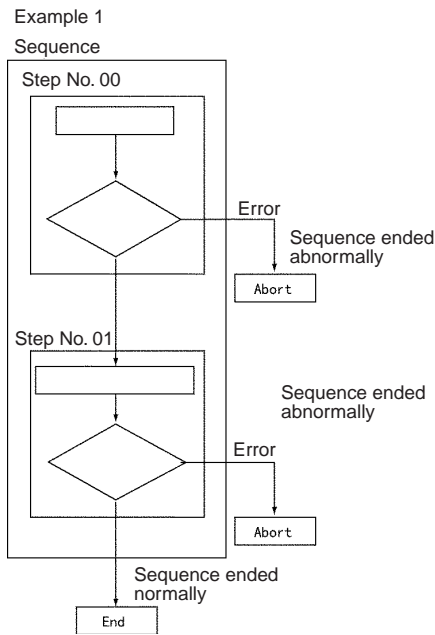 Example 1
Sequence
Step No. 00
Error
Sequence ended
abnormally
Abort
Step No. 01
Sequence ended
abnormally
Error
Abort
Sequence ended
normally
End